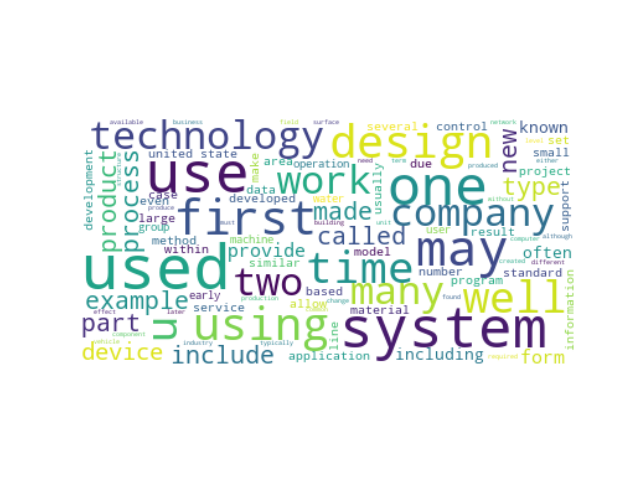 available business field surface
technology design several control new known
level set
united state area operation need term due produced either small
development product structure process make
use work usually one type project
case data water without
even developed support
large group first made company
must building unit user result computer although
method machine called may created different often
within provide similar model
used two time number standard
early based many program well
example service production allow change found
later material information
part effect u using line system
component
vehicle industry typically
device include application including required form
network produce